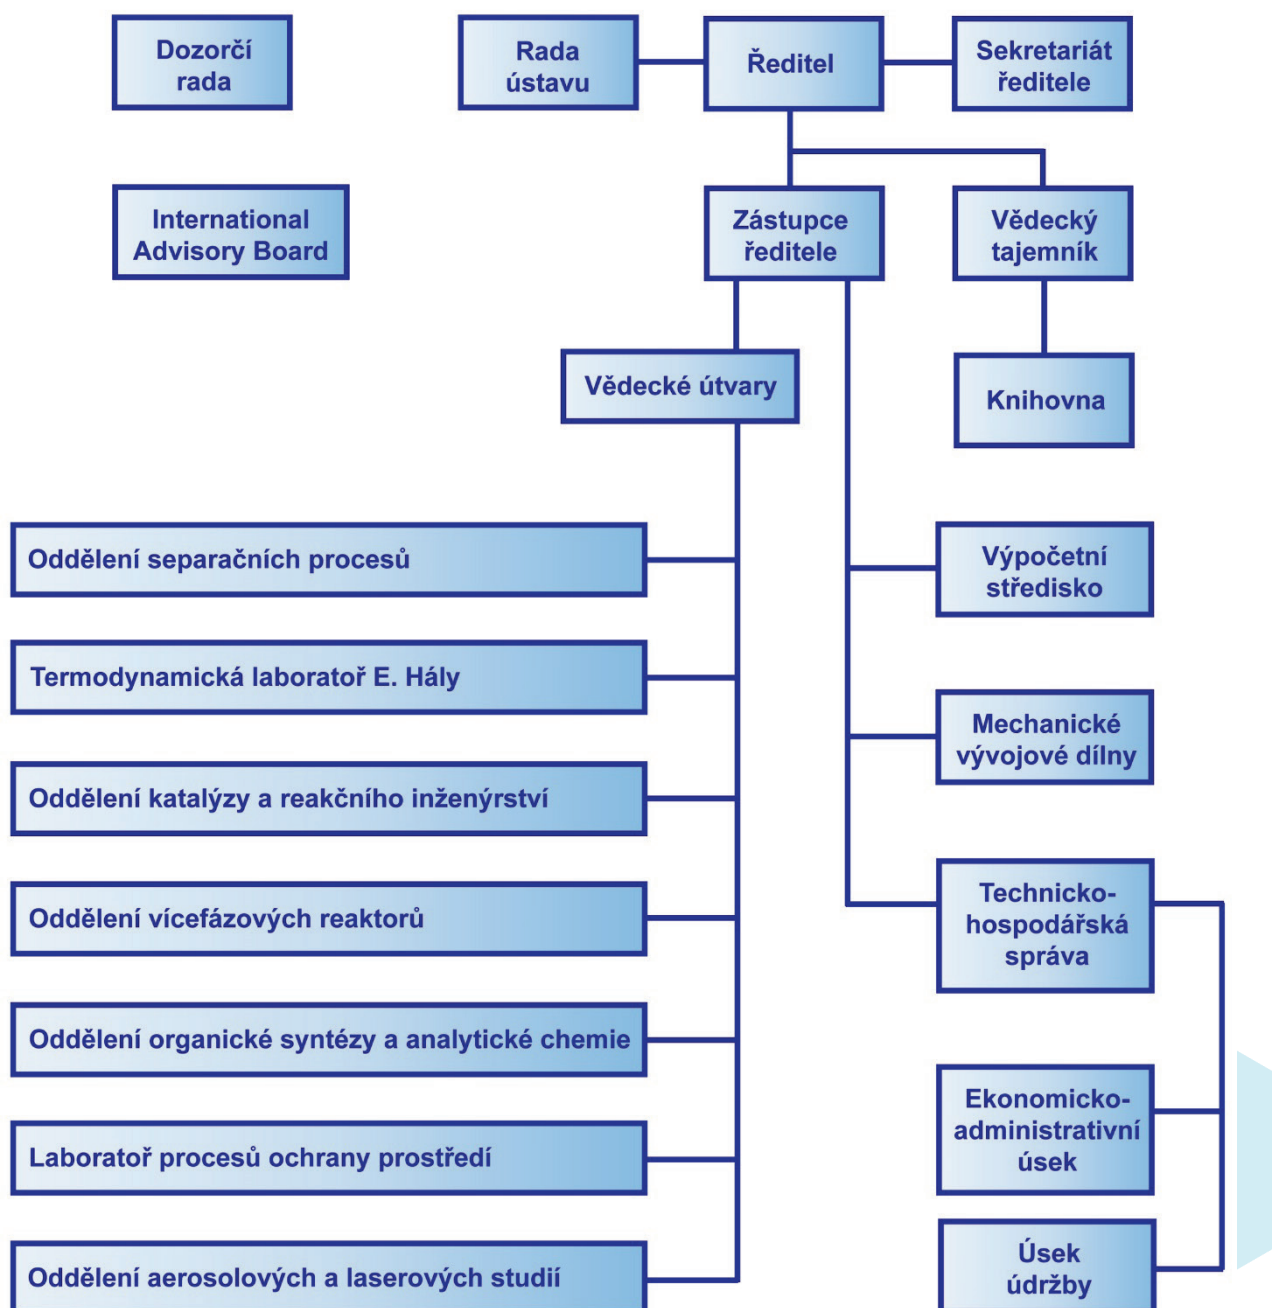 Dozorčí
rada
Rada
ústavu
Ředitel
Sekretariát
ředitele
International
Advisory Board
Zástupce
ředitele
Vědecký
tajemník
Vědecké útvary
Knihovna
Oddělení separačních procesů
Výpočetní
středisko
Termodynamická laboratoř E. Hály
Mechanické
vývojové dílny
Oddělení katalýzy a reakčního inženýrství
Oddělení vícefázových reaktorů
Technicko-
hospodářská
správa
Oddělení organické syntézy a analytické chemie
Ekonomicko-
administrativní
úsek
Laboratoř procesů ochrany prostředí
Oddělení aerosolových a laserových studií
Úsek
údržby